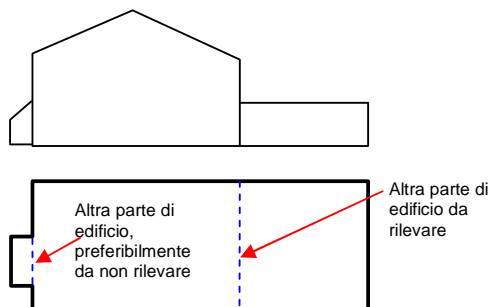 Altra parte di
edificio,
preferibilmente
da non rilevare
Altra parte di
edificio da
rilevare